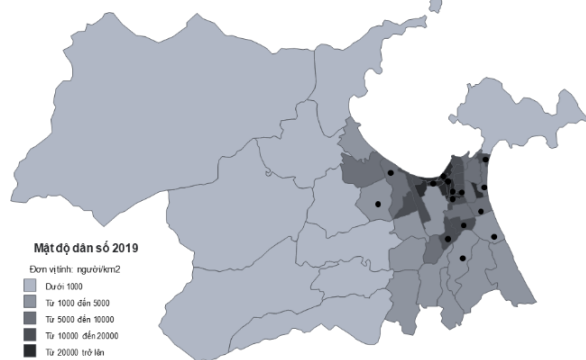 Mật độ dân số 2019
Đơn vị tính: người/km2
Dưới 1000
Từ 1000 đến 5000
Từ 5000 đến 10000
Từ 10000 đến 20000
Từ 20000 trở lên